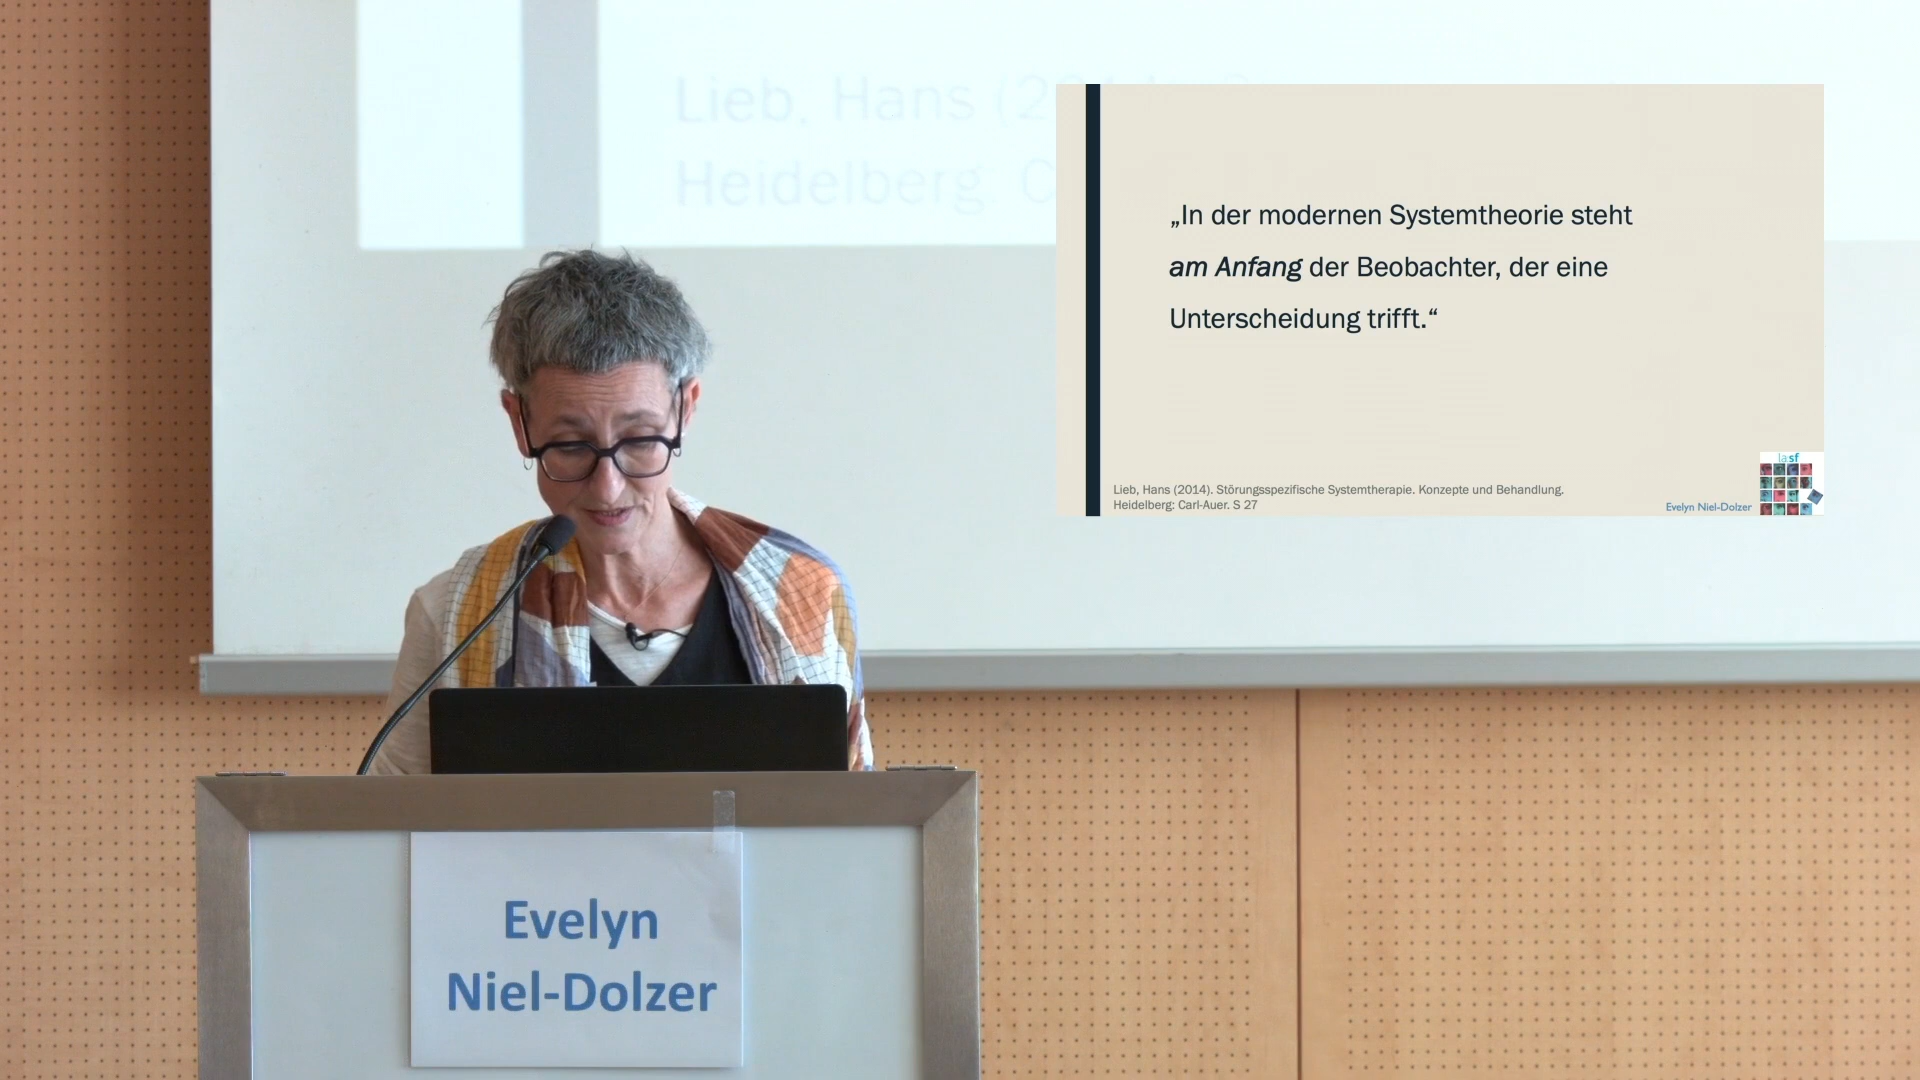 Lieb, Hans (2
Heidelberg: C
„In der modernen Systemtheorie steht
am Anfang der Beobachter, der eine
Unterscheidung trifft.“
Lieb, Hans (2014). Störungsspezifische Systemtherapie. Konzepte und Behandlung.
Heidelberg: Carl-Auer. S 27
Evelyn Niel-Dolzer
lasf
Evelyn
Niel-Dolzer